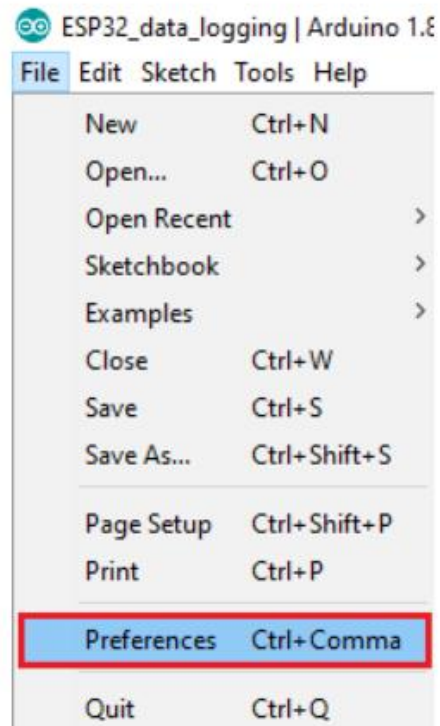 ESP32_data_logging | Arduino 1.8
File Edit Sketch Tools Help
New Ctrl+N
Open... Ctrl+O
Open Recent >
Sketchbook >
Examples >
Close Ctrl+W
Save Ctrl+S
Save As... Ctrl+Shift+S
Page Setup Ctrl+Shift+P
Print Ctrl+P
Preferences Ctrl+Comma
Quit Ctrl+Q